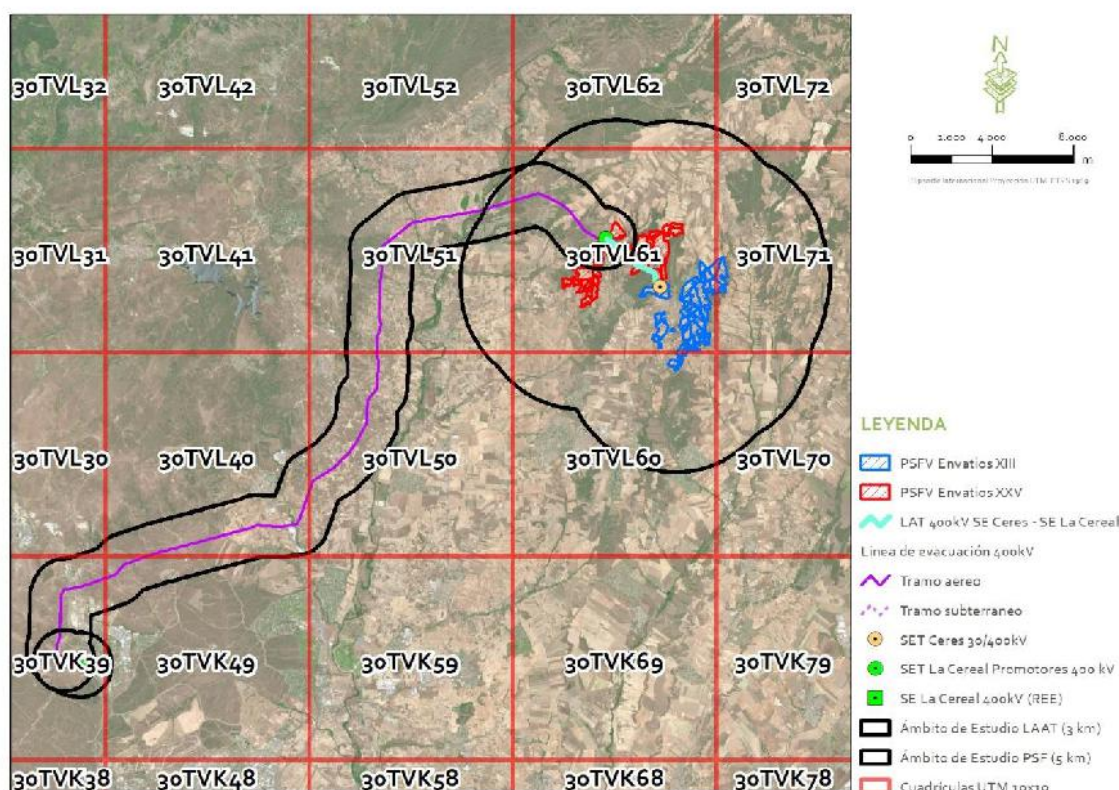 N
30TVL32 30TVL42 30TVL52 30TVL62 30TVL72
0 2.000 4.000 8.000
m
30TVL31 30TVL41 30TVL51 30TVL61 30TVL71
30TVL30 30TVL40 30TVL50 30TVL60 30TVL70
30TVK39 30TVK49 30TVK59 30TVK69 30TVK79
30TVK38 30TVK48 30TVK58 30TVK68 30TVK78
LEYENDA
PSFV Envatios XIII
PSFV Envatios XXV
LAT 400kV SE Ceres - SE La Cereal
Linea de evacuación 400kV
Tramo aereo
Tramo subterraneo
SET Ceres 30/400kV
SET La Cereal Promotores 400 kV
SE La Cereal 400kV (REE)
Ámbito de Estudio LAAT (3 km)
Ámbito de Estudio PSF (5 km)
Cuadrículas UTM 10x10